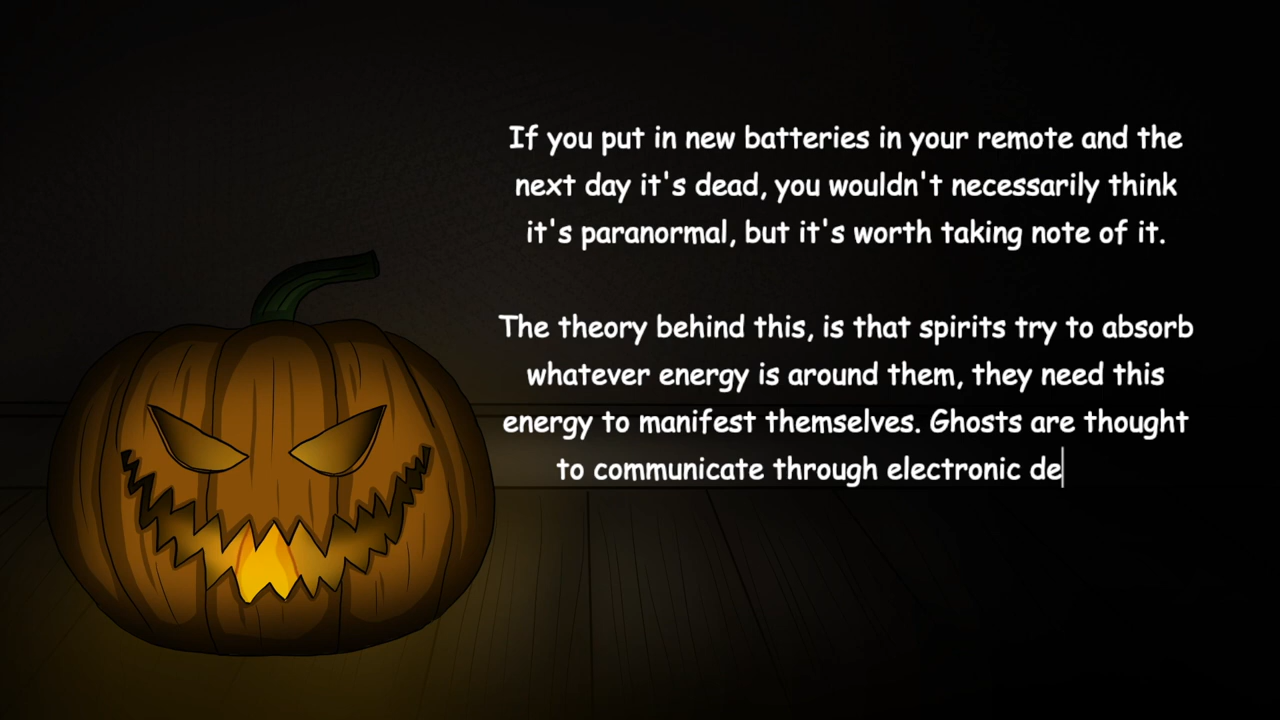 If you put in new batteries in your remote and the
next day it's dead, you wouldn't necessarily think
it's paranormal, but it's worth taking note of it.
The theory behind this, is that spirits try to absorb
whatever energy is around them, they need this
energy to manifest themselves. Ghosts are thought
to communicate through electronic de